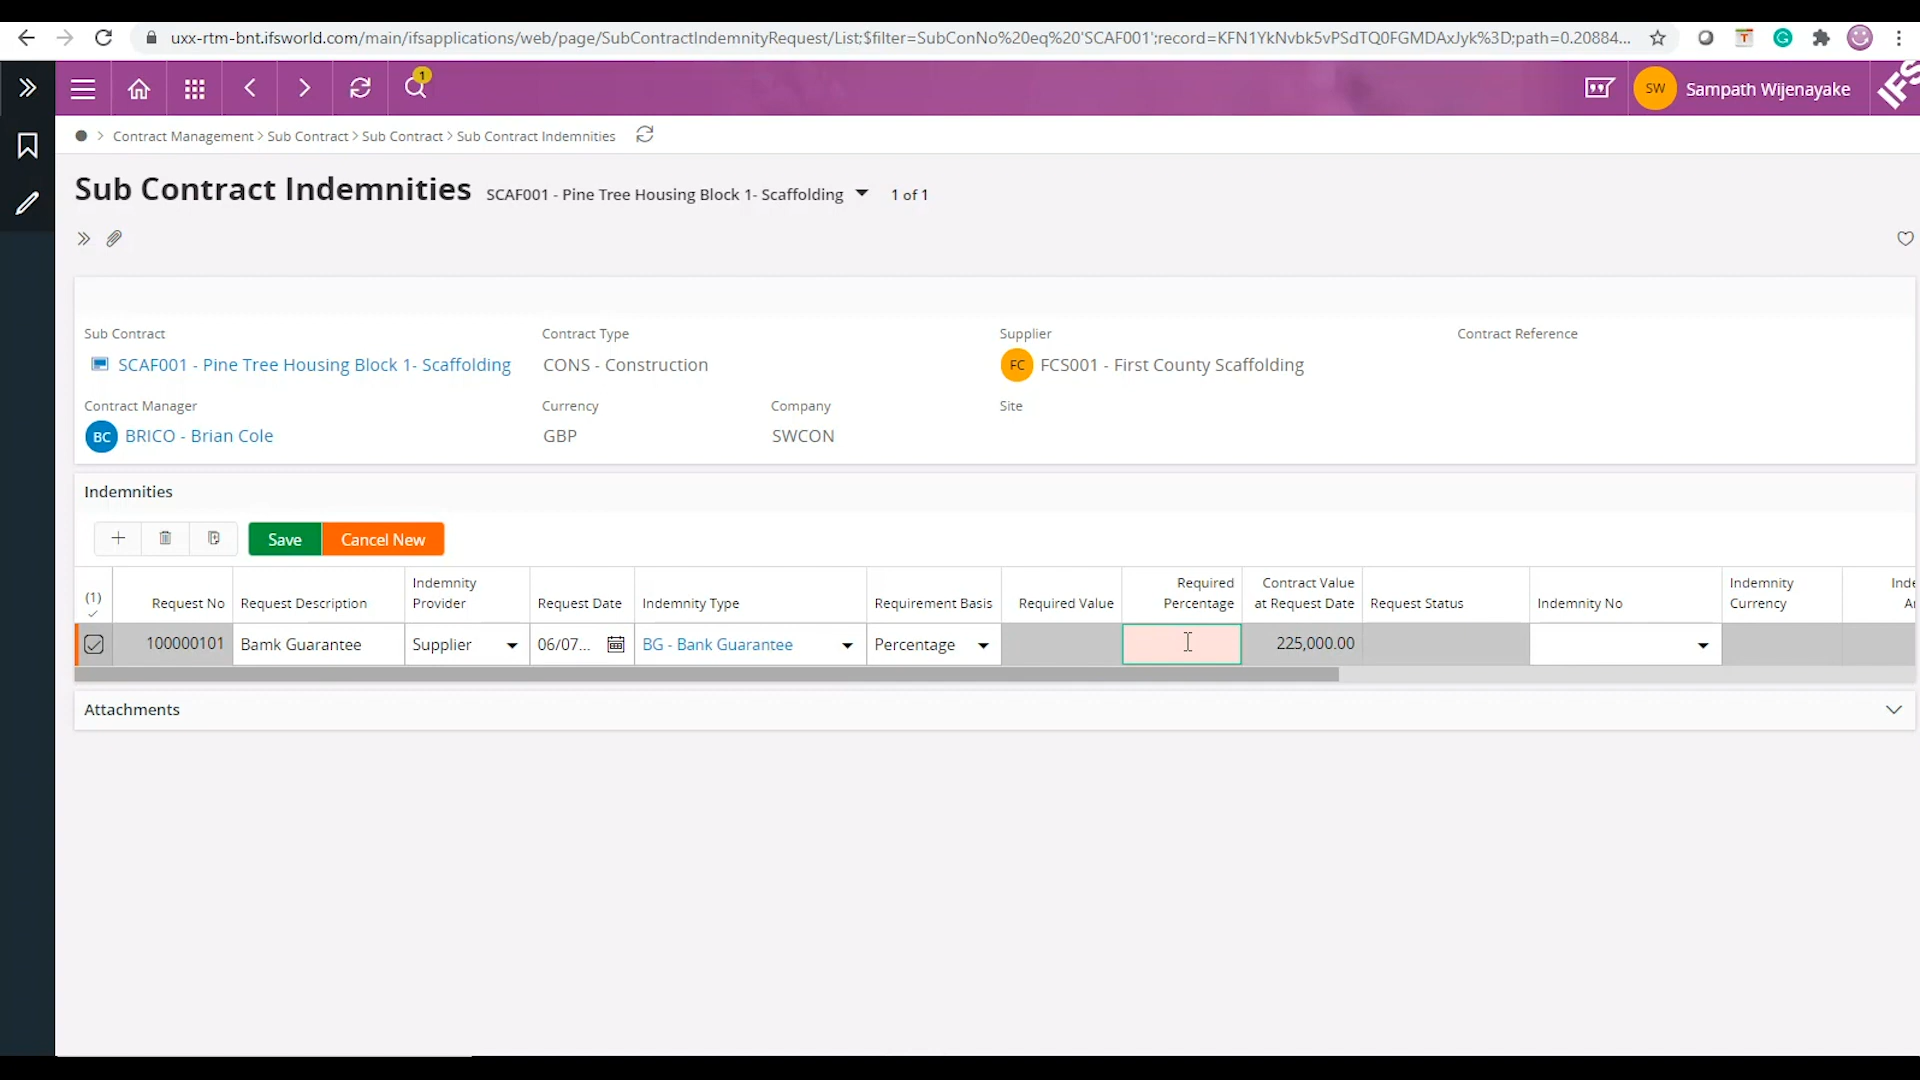 uxx-rtm-bnt.ifsworld.com/main/ifsapplications/web/page/SubContractIndemnityRequest/List;$filter=SubConNo%20eq%20'SCAF001';record=KFN1YkNvbk5vPSdTQ0FGMDAxJyk%3D;path=0.20884...
1
SW
Sampath Wijenayake
IFS
Contract Management > Sub Contract > Sub Contract > Sub Contract Indemnities
Sub Contract Indemnities SCAF001 - Pine Tree Housing Block 1- Scaffolding 1 of 1
Sub Contract Contract Type Supplier Contract Reference
SCAF001 - Pine Tree Housing Block 1- Scaffolding CONS - Construction FC FCS001 - First County Scaffolding
Contract Manager Currency Company Site
BC BRICO - Brian Cole GBP SWCON
Indemnities
Save Cancel New
(1) Request No Request Description Indemnity Provider Request Date Indemnity Type Requirement Basis Required Value Required Percentage Contract Value at Request Date Request Status Indemnity No Indemnity Currency Inde A
100000101 Bamk Guarantee Supplier 06/07... BG - Bank Guarantee Percentage 225,000.00
Attachments